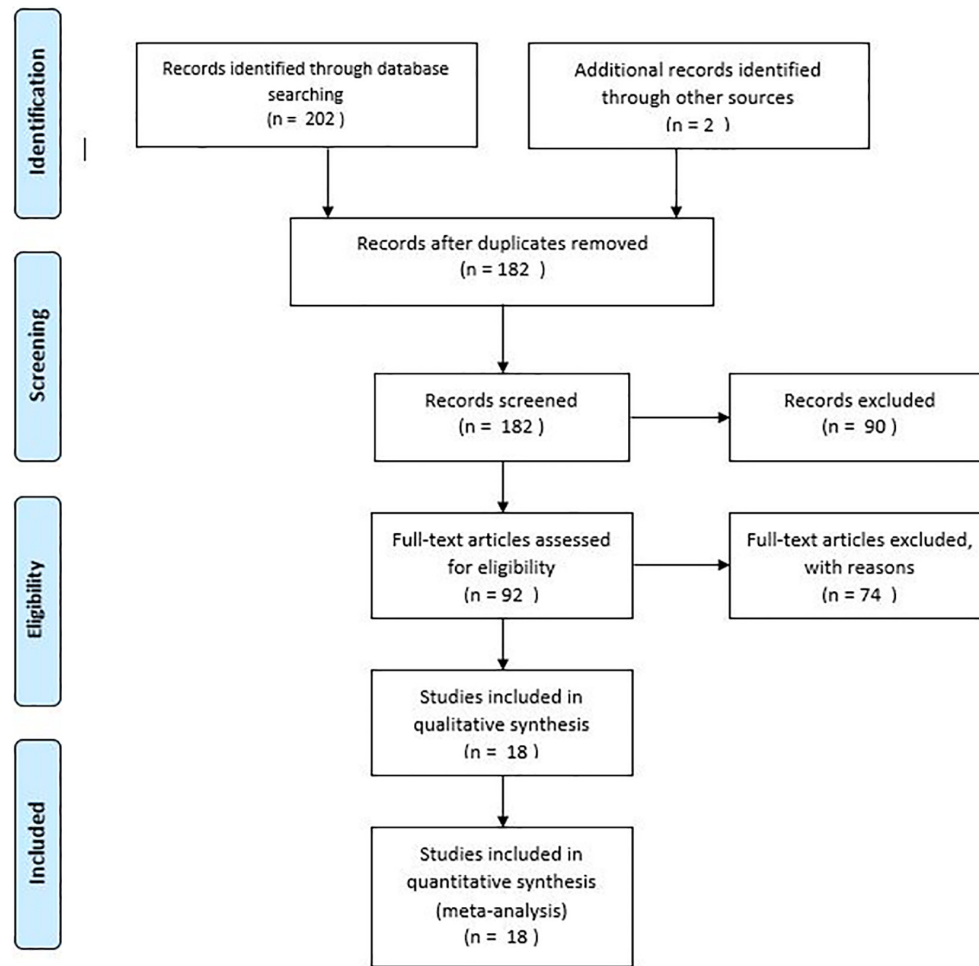 Identification
Records identified through database
searching
(n = 202 )
Additional records identified
through other sources
(n = 2 )
Records after duplicates removed
(n = 182 )
Screening
Records screened
(n = 182 )
Records excluded
(n = 90 )
Eligibility
Full-text articles assessed
for eligibility
(n = 92 )
Full-text articles excluded,
with reasons
(n = 74 )
Studies included in
qualitative synthesis
(n = 18 )
Included
Studies included in
quantitative synthesis
(meta-analysis)
(n = 18 )